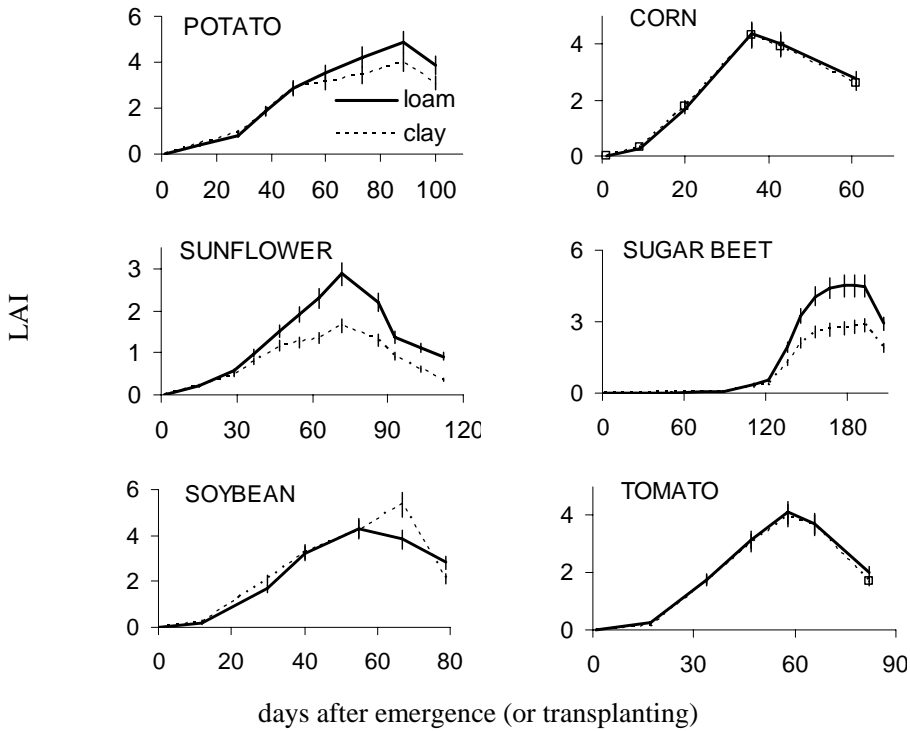 POTATO
6
4
2
0
loam
clay
0 20 40 60 80 100
CORN
4
2
0
0 20 40 60
LAI
SUNFLOWER
3
2
1
0
0 30 60 90 120
SUGAR BEET
6
3
0
0 60 120 180
SOYBEAN
6
4
2
0
0 20 40 60 80
TOMATO
4
2
0
0 30 60 90
days after emergence (or transplanting)